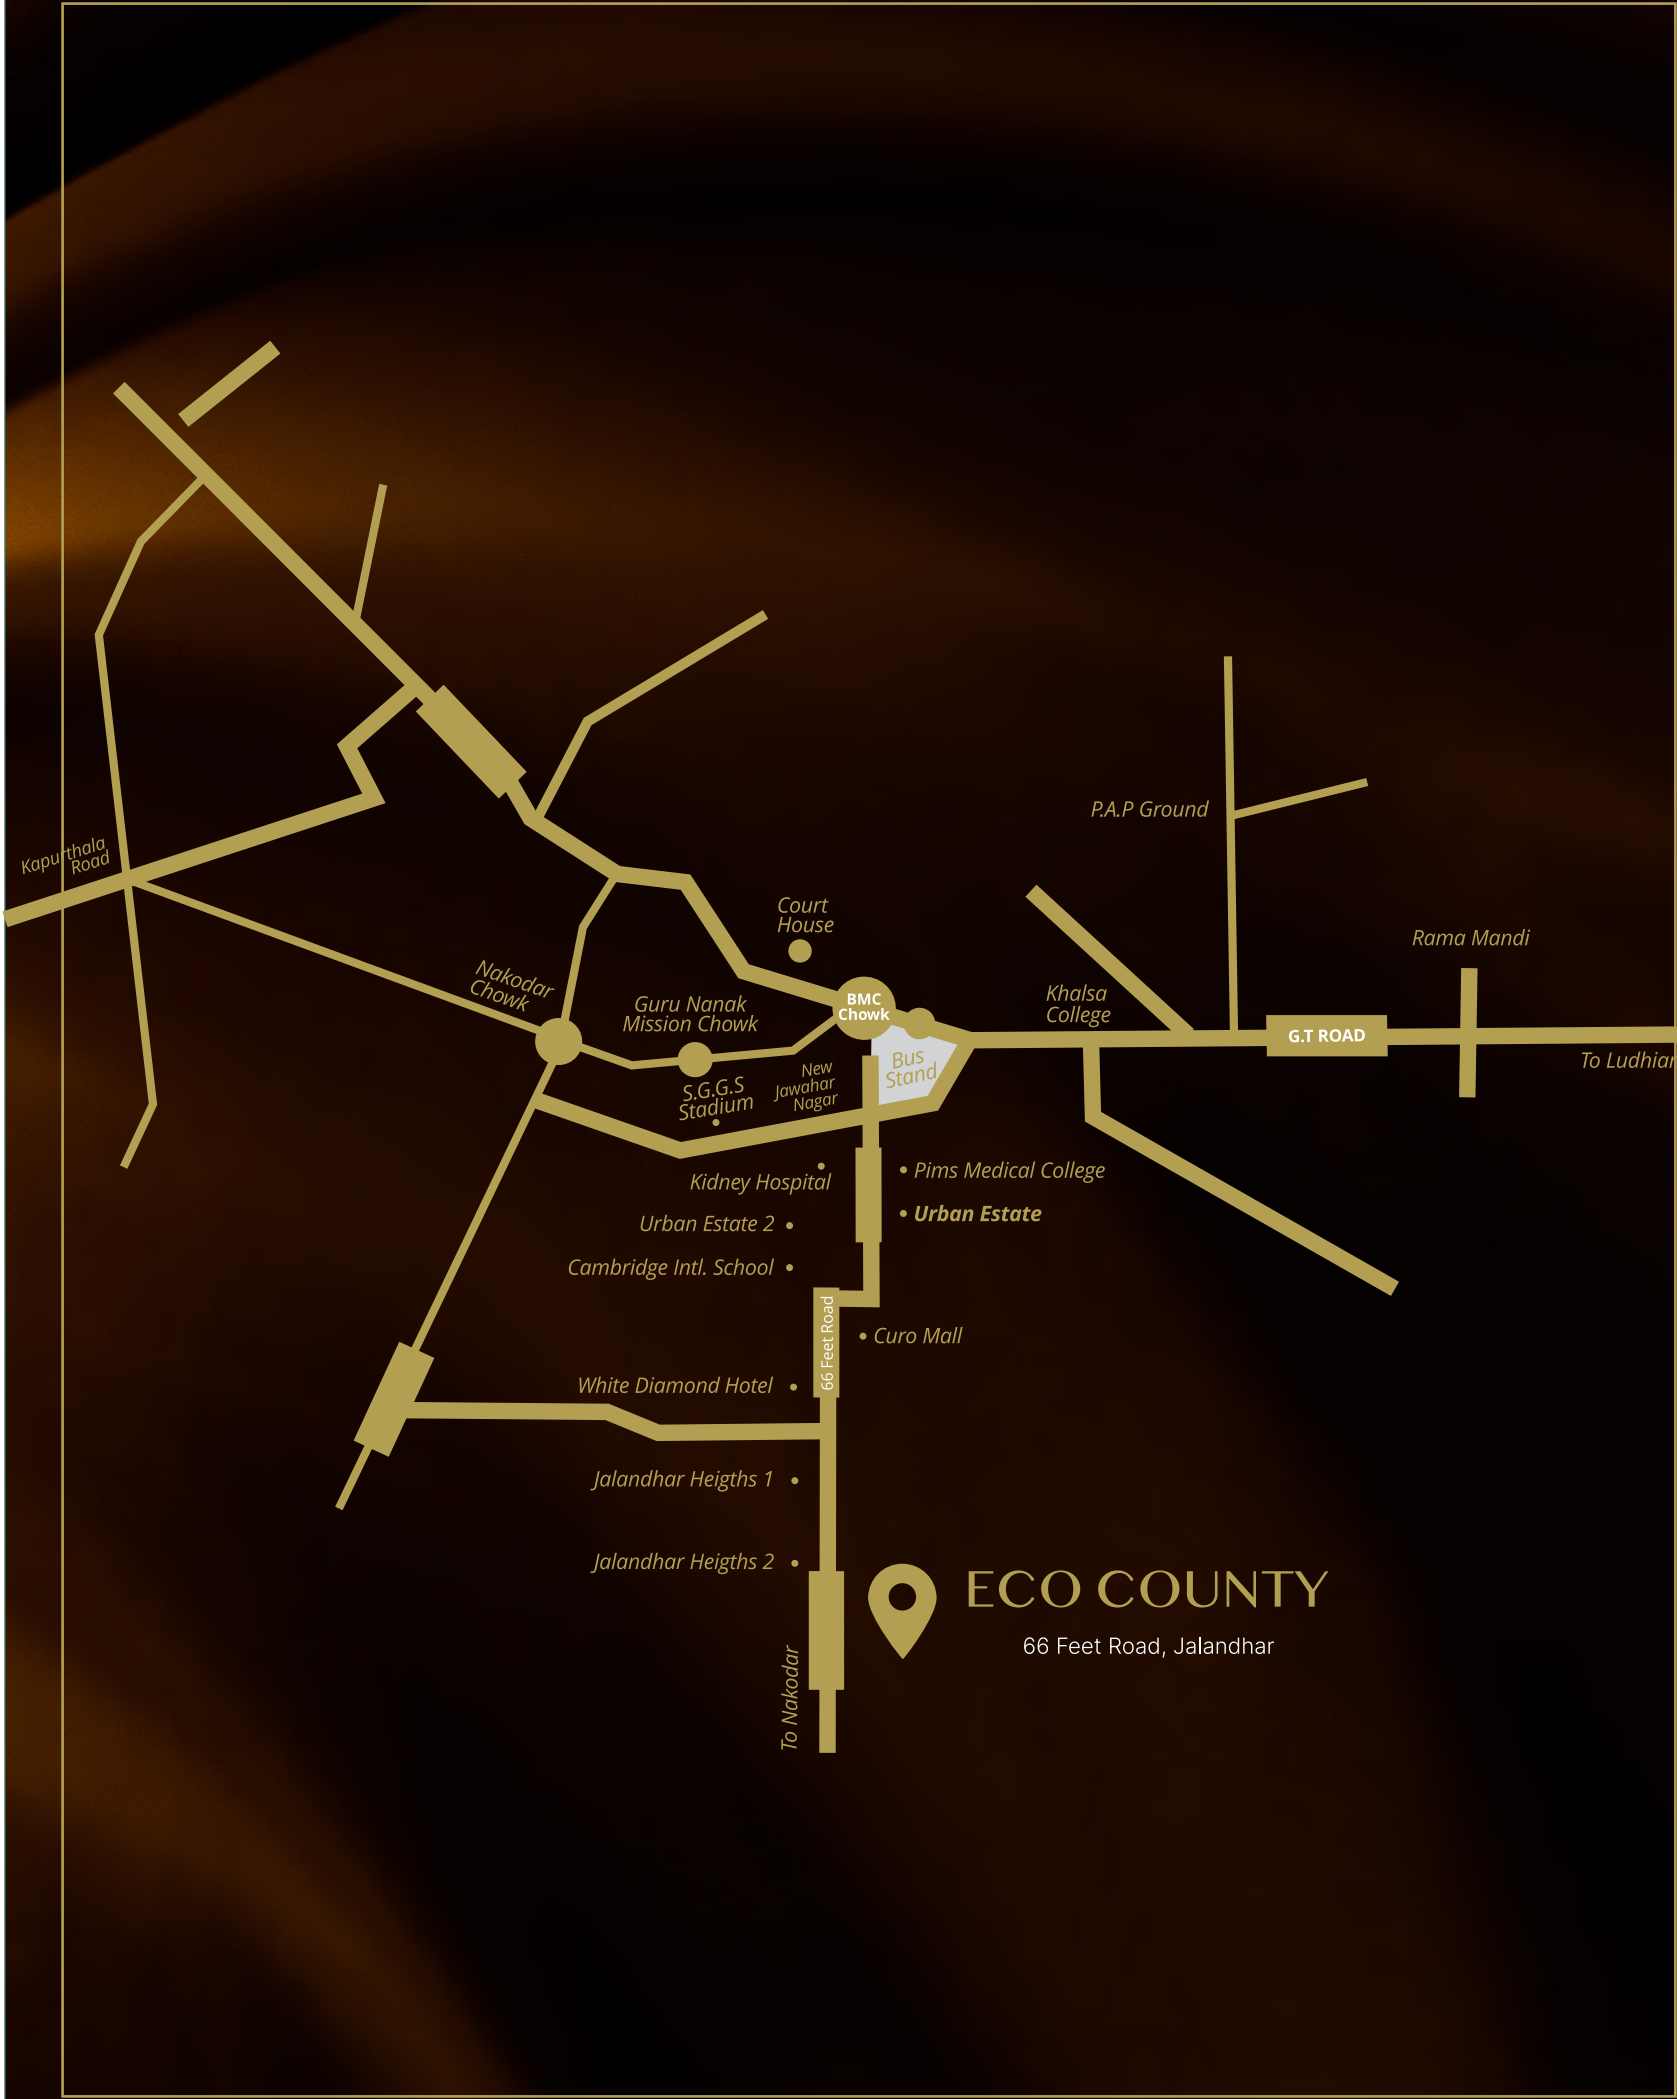 P.A.P Ground
Kapurthala
Road
Court
House
Rama Mandi
Nakodar
Chowk
Guru Nanak
Mission Chowk
BMC
Chowk
Khalsa
College
G.T ROAD
To Ludhian
Bus
Stand
New
Jawahar
Nagar
S.G.G.S
Stadium
Kidney Hospital
Pims Medical College
Urban Estate 2
Urban Estate
Cambridge Intl. School
66 Feet Road
Curo Mall
White Diamond Hotel
Jalandhar Heigths 1
Jalandhar Heigths 2
ECO COUNTY
66 Feet Road, Jalandhar
To Nakodar